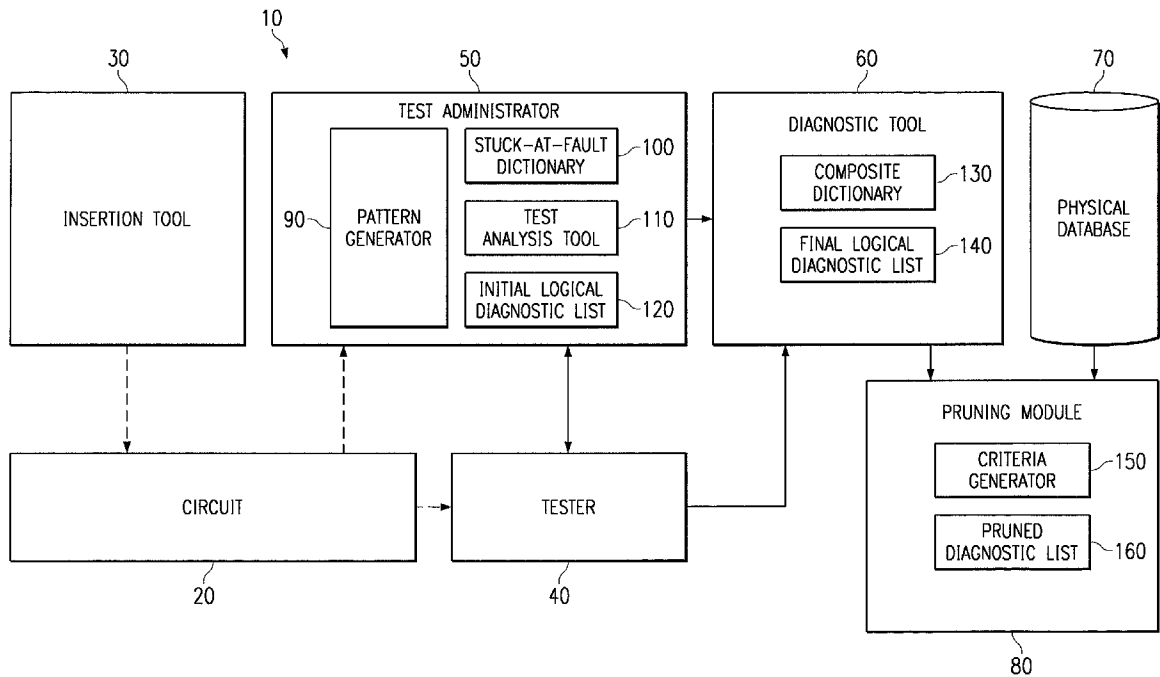 10
30
50
60
70
TEST ADMINISTRATOR
STUCK-AT-FAULT
DICTIONARY
100
DIAGNOSTIC TOOL
COMPOSITE
DICTIONARY
130
INSERTION TOOL
90
PATTERN
GENERATOR
TEST
ANALYSIS TOOL
110
PHYSICAL
DATABASE
FINAL LOGICAL
DIAGNOSTIC LIST
140
INITIAL LOGICAL
DIAGNOSTIC LIST
120
PRUNING MODULE
CRITERIA
GENERATOR
150
CIRCUIT
TESTER
PRUNED
DIAGNOSTIC LIST
160
20
40
80